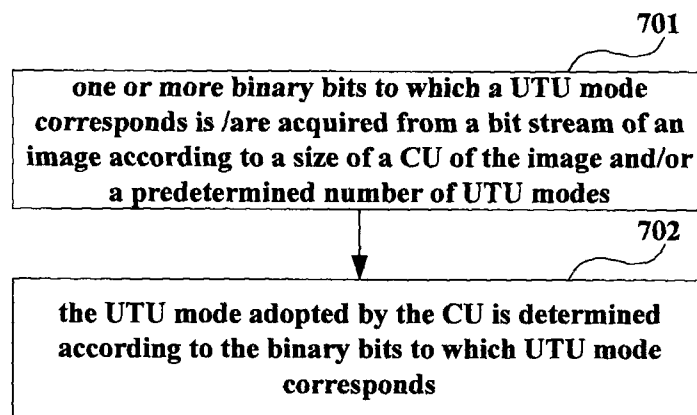 701
one or more binary bits to which a UTU mode
corresponds is /are acquired from a bit stream of an
image according to a size of a CU of the image and/or
a predetermined number of UTU modes
702
the UTU mode adopted by the CU is determined
according to the binary bits to which UTU mode
corresponds